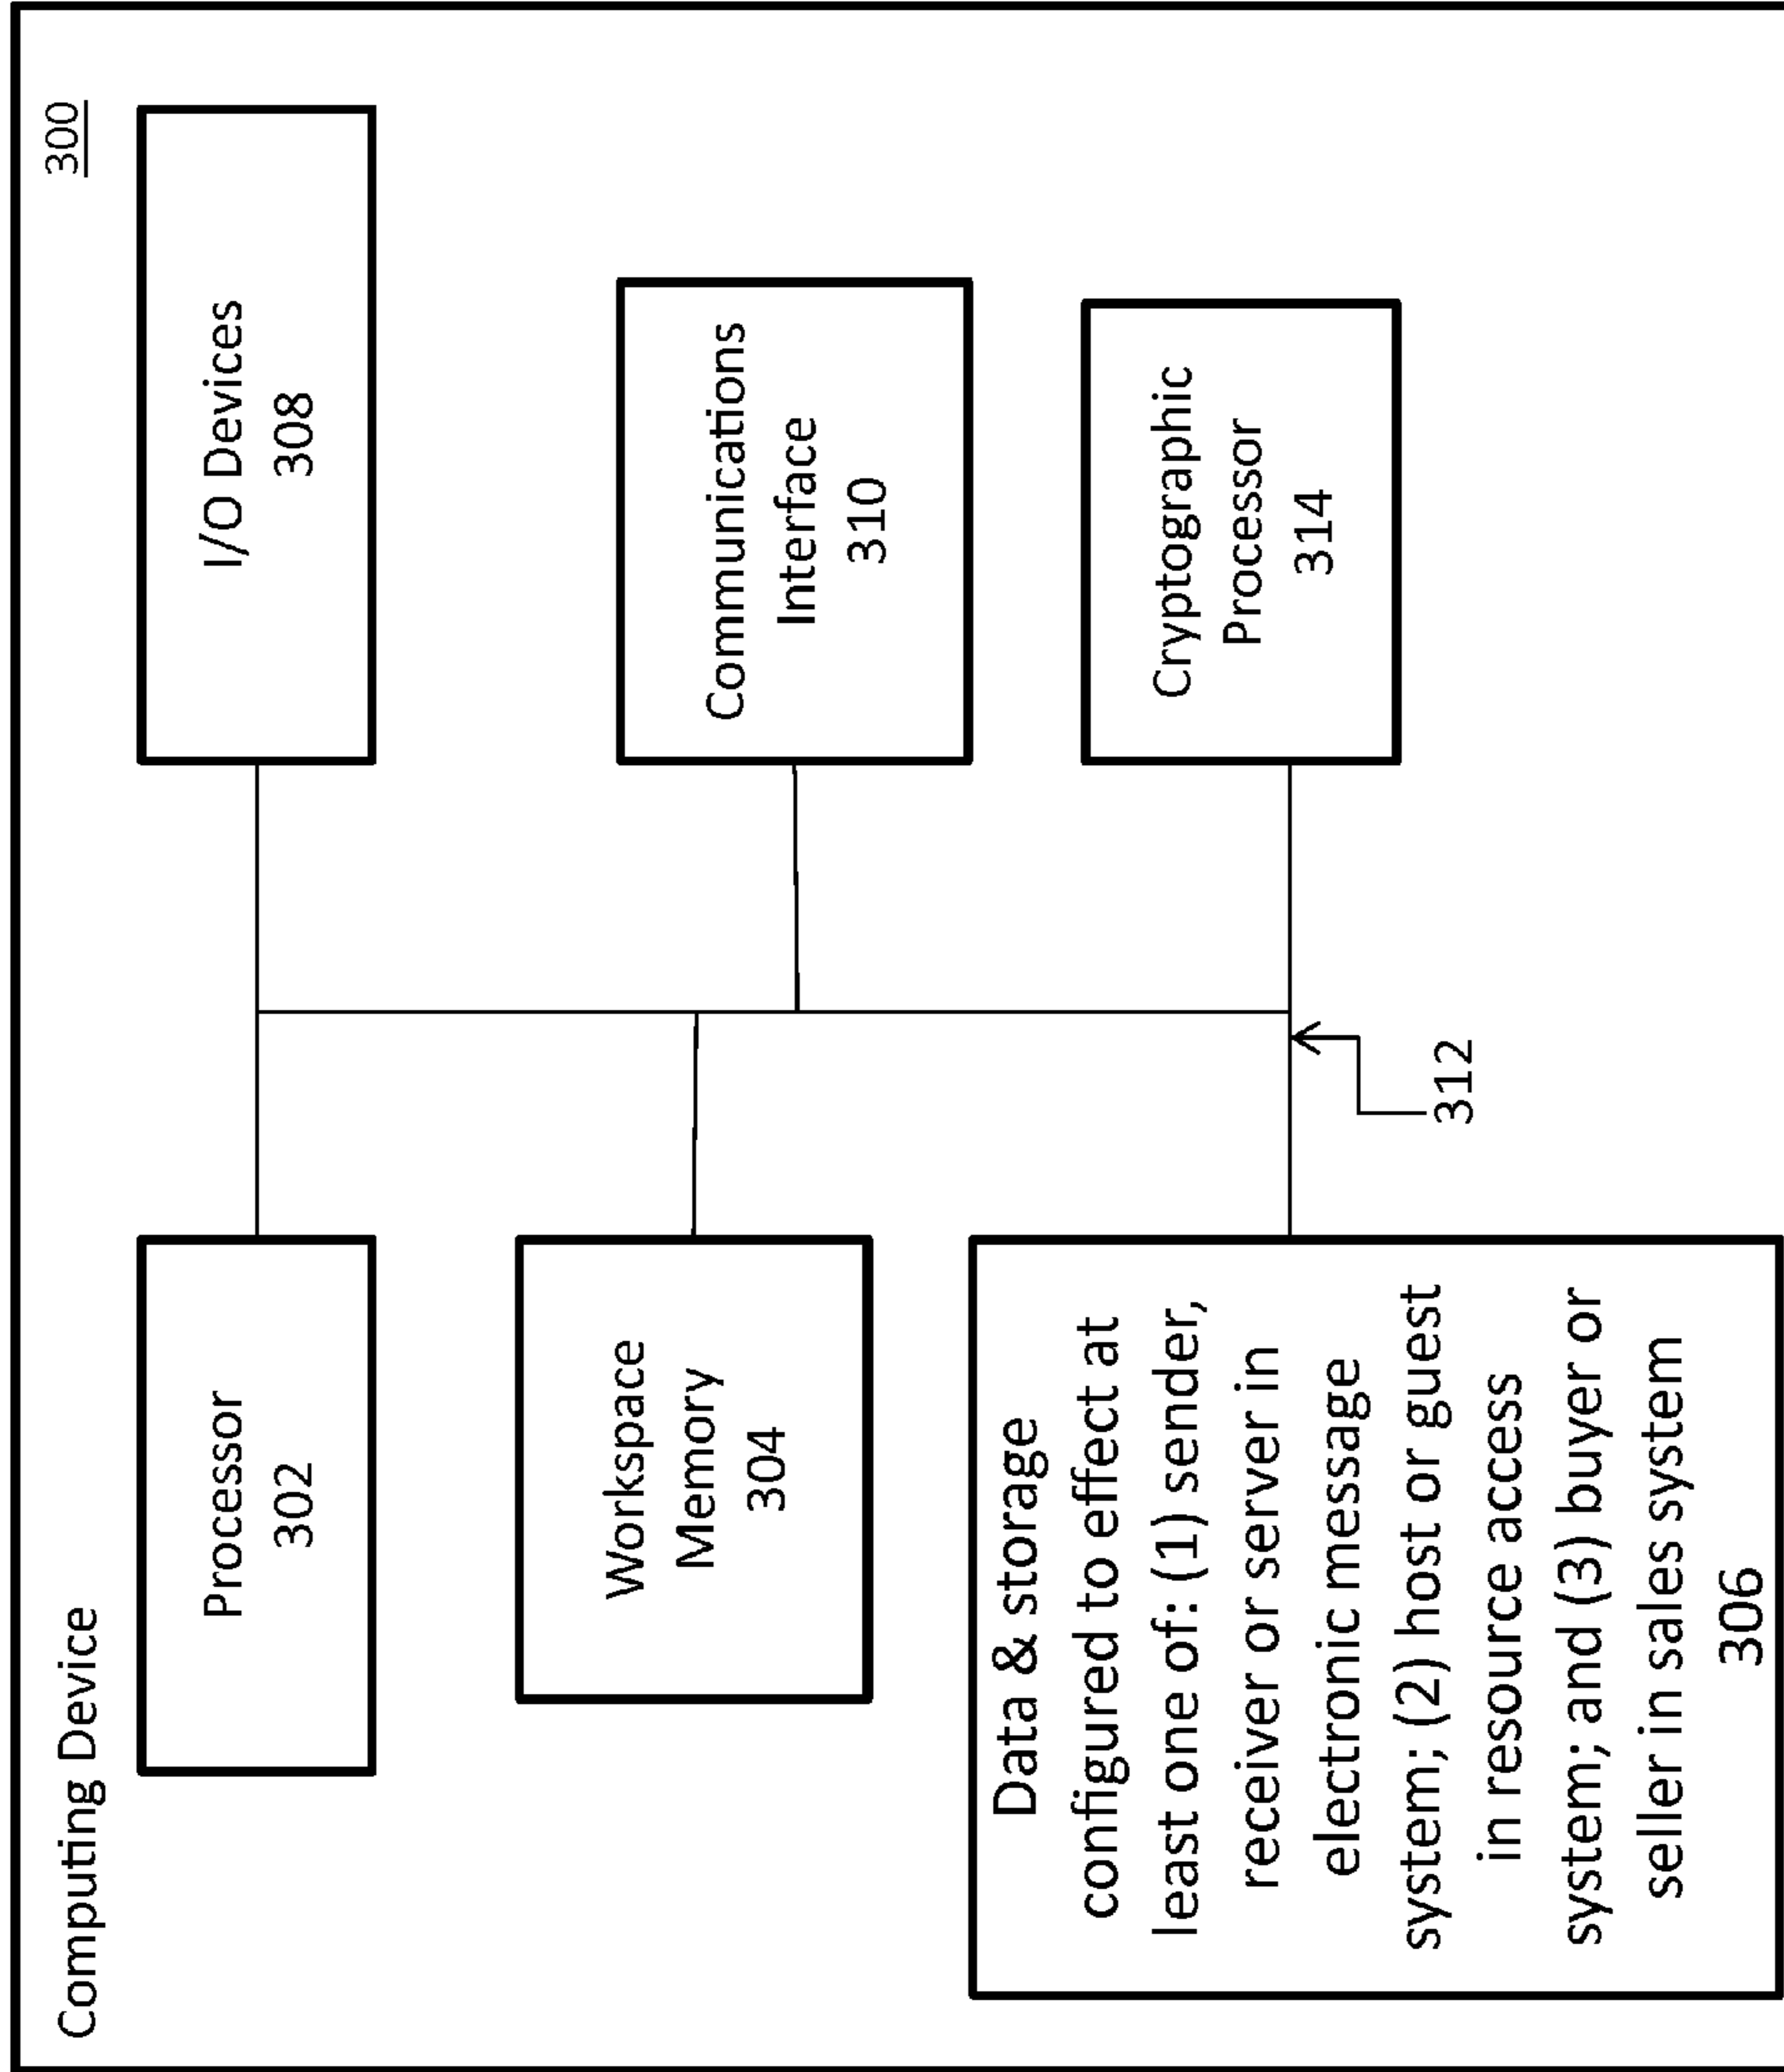 Computing Device
300
Processor
302
I/O Devices
308
Workspace
Memory
304
Communications
Interface
310
Data & storage
configured to effect at
least one of: (1) sender,
receiver or server in
electronic message
system; (2) host or guest
in resource access
system; and (3) buyer or
seller in sales system
306
Cryptographic
Processor
314
312